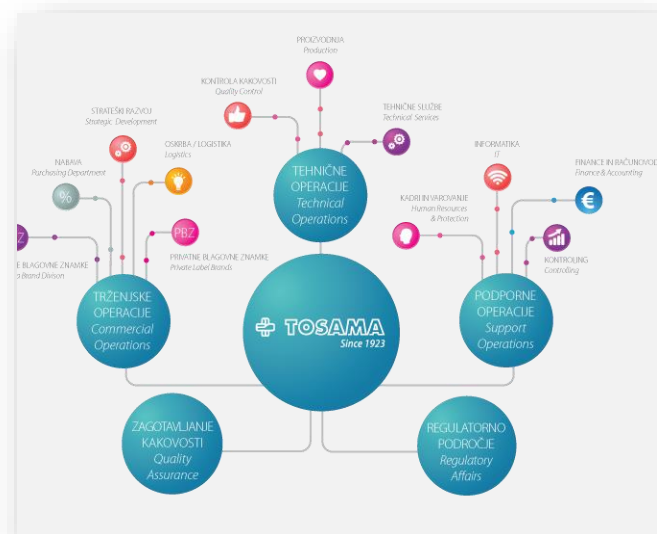 PROIZVODNJA
Production
KONTROLA KAKOVOSTI
Quality Control
TEHNIČNE SLUŽBE
Technical Services
STRATEŠKI RAZVOJ
Strategic Development
OSKRBA / LOGISTIKA
Logistics
NABAVA
Purchasing Department
%
PBZ
PRIVATNE BLAGOVNE ZNAMKE
Private Label Brands
Z
E BLAGOVNE ZNAMKE
o Brand Divison
TRŽENJSKE
OPERACIJE
Commercial
Operations
TEHNIČNE
OPERACIJE
Technical
Operations
INFORMATIKA
IT
FINANCE IN RAČUNOVOD
Finance & Accounting
€
KADRI IN VAROVANJE
Human Resources
& Protection
KONTROLING
Controlling
PODPORNE
OPERACIJE
Support
Operations
TOSAMA
Since 1923
ZAGOTAVLJANJE
KAKOVOSTI
Quality
Assurance
REGULATORNO
PODROČJE
Regulatory
Affairs